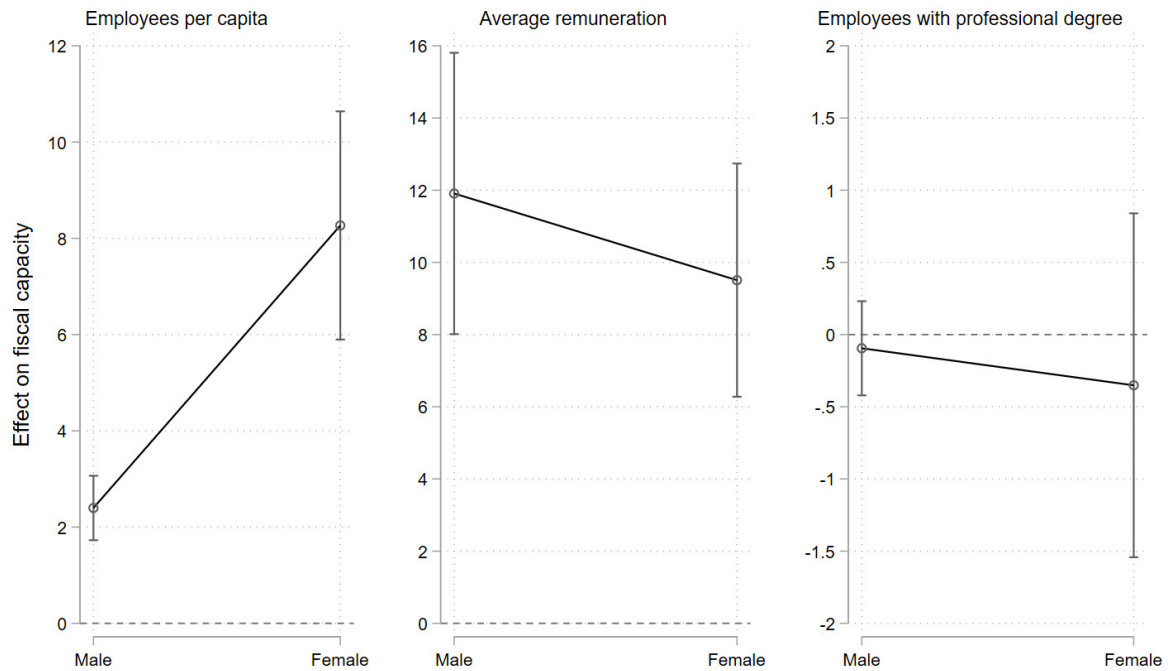 Employees per capita
Average remuneration
Employees with professional degree
Effect on fiscal capacity
12
10
8
6
4
2
0
Male
Female
16
14
12
10
8
6
4
2
0
Male
Female
2
1.5
1
.5
0
-.5
-1
-1.5
-2
Male
Female